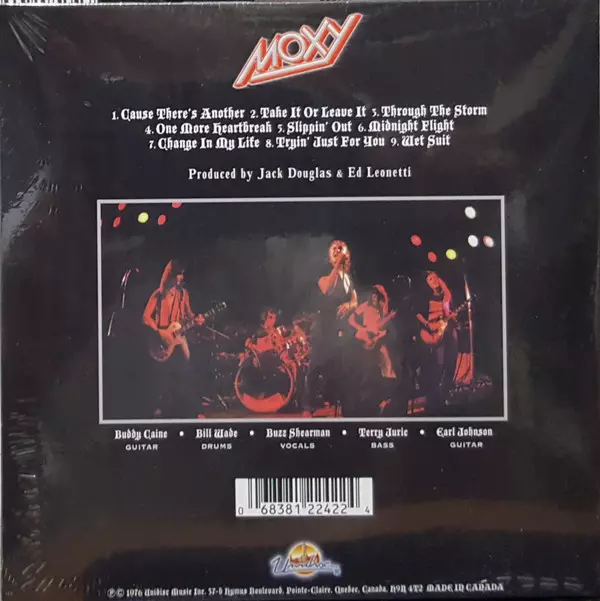 MOXY
1. Cause There's Another 2. Take It Or Leave It 3. Through The Storm
4. One More Heartbreak 5. Slippin' Out 6. Midnight Flight
7. Change In My Life 8. Tryin' Just For You 9. Wet Suit
Produced by Jack Douglas & Ed Leonetti
Buddy Caine • Bill Wade • Buzz Shearman • Terry Juric • Earl Johnson
GUITAR DRUMS VOCALS BASS GUITAR
0 68381 22422 4
Unidisc
℗© 1976 Unidisc Music Inc. 57-B Hymus Boulevard, Pointe-Claire, Quebec, Canada, H9R 4T2 MADE IN CANADA